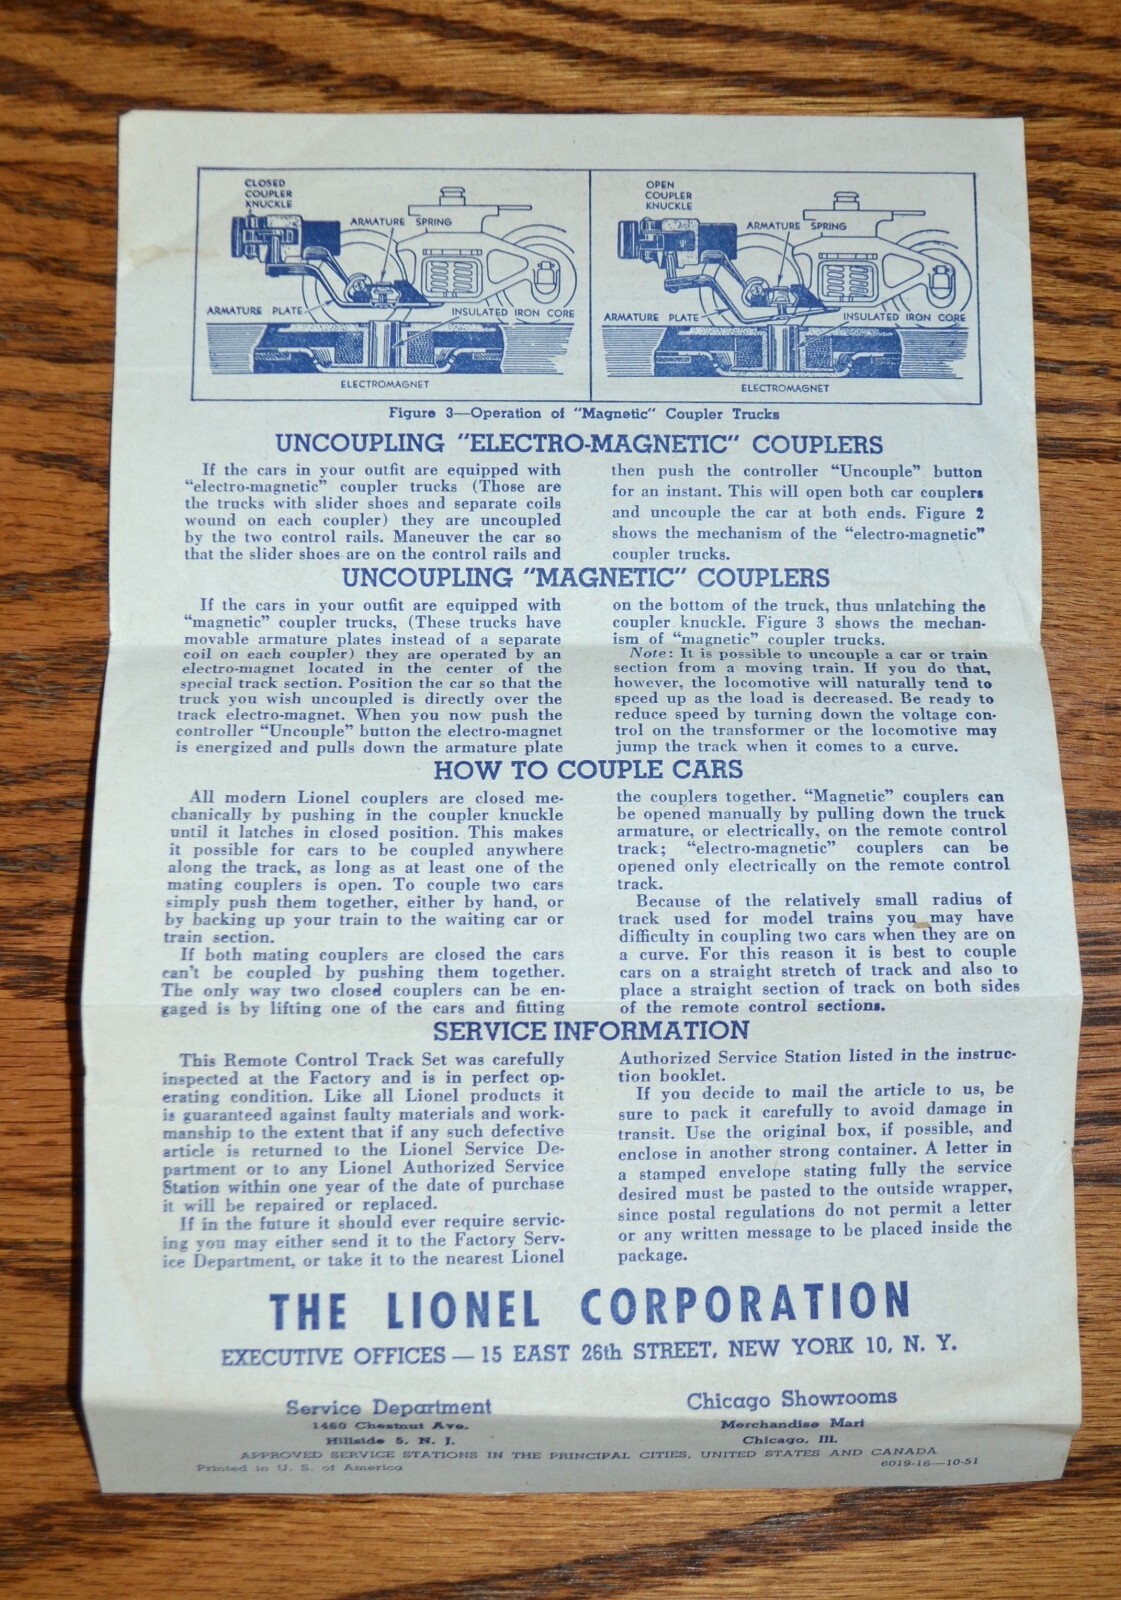 CLOSED
COUPLER
KNUCKLE
ARMATURE SPRING
ARMATURE PLATE
INSULATED IRON CORE
ELECTROMAGNET
OPEN
COUPLER
KNUCKLE
ARMATURE SPRING
ARMATURE PLATE
INSULATED IRON CORE
ELECTROMAGNET
Figure 3—Operation of "Magnetic" Coupler Trucks
UNCOUPLING "ELECTRO-MAGNETIC" COUPLERS
If the cars in your outfit are equipped with
"electro-magnetic" coupler trucks (Those are
the trucks with slider shoes and separate coils
wound on each coupler) they are uncoupled
by the two control rails. Maneuver the car so
that the slider shoes are on the control rails and
then push the controller "Uncouple" button
for an instant. This will open both car couplers
and uncouple the car at both ends. Figure 2
shows the mechanism of the "electro-magnetic"
coupler trucks.
UNCOUPLING "MAGNETIC" COUPLERS
If the cars in your outfit are equipped with
"magnetic" coupler trucks, (These trucks have
movable armature plates instead of a separate
coil on each coupler) they are operated by an
electro-magnet located in the center of the
special track section. Position the car so that the
truck you wish uncoupled is directly over the
track electro-magnet. When you now push the
controller "Uncouple" button the electro-magnet
is energized and pulls down the armature plate
on the bottom of the truck, thus unlatching the
coupler knuckle. Figure 3 shows the mechan-
ism of "magnetic" coupler trucks.
Note: It is possible to uncouple a car or train
section from a moving train. If you do that,
however, the locomotive will naturally tend to
speed up as the load is decreased. Be ready to
reduce speed by turning down the voltage con-
trol on the transformer or the locomotive may
jump the track when it comes to a curve.
HOW TO COUPLE CARS
All modern Lionel couplers are closed me-
chanically by pushing in the coupler knuckle
until it latches in closed position. This makes
it possible for cars to be coupled anywhere
along the track, as long as at least one of the
mating couplers is open. To couple two cars
simply push them together, either by hand, or
by backing up your train to the waiting car or
train section.
If both mating couplers are closed the cars
can't be coupled by pushing them together.
The only way two closed couplers can be en-
gaged is by lifting one of the cars and fitting
the couplers together. "Magnetic" couplers can
be opened manually by pulling down the truck
armature, or electrically, on the remote control
track; "electro-magnetic" couplers can be
opened only electrically on the remote control
track.
Because of the relatively small radius of
track used for model trains you may have
difficulty in coupling two cars when they are on
a curve. For this reason it is best to couple
cars on a straight stretch of track and also to
place a straight section of track on both sides
of the remote control sections.
SERVICE INFORMATION
This Remote Control Track Set was carefully
inspected at the Factory and is in perfect op-
erating condition. Like all Lionel products it
is guaranteed against faulty materials and work-
manship to the extent that if any such defective
article is returned to the Lionel Service De-
partment or to any Lionel Authorized Service
Station within one year of the date of purchase
it will be repaired or replaced.
If in the future it should ever require servic-
ing you may either send it to the Factory Serv-
ice Department, or take it to the nearest Lionel
Authorized Service Station listed in the instruc-
tion booklet.
If you decide to mail the article to us, be
sure to pack it carefully to avoid damage in
transit. Use the original box, if possible, and
enclose in another strong container. A letter in
a stamped envelope stating fully the service
desired must be pasted to the outside wrapper,
since postal regulations do not permit a letter
or any written message to be placed inside the
package.
THE LIONEL CORPORATION
EXECUTIVE OFFICES — 15 EAST 26th STREET, NEW YORK 10, N. Y.
Service Department
1460 Chestnut Ave.
Hillside 5, N. J.
Chicago Showrooms
Merchandise Mart
Chicago, Ill.
APPROVED SERVICE STATIONS IN THE PRINCIPAL CITIES, UNITED STATES AND CANADA
Printed in U. S. of America
6019-16—10-51